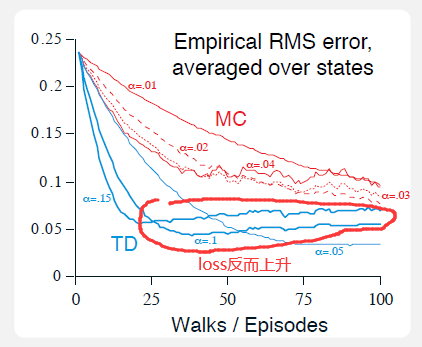 Empirical RMS error,
averaged over states
0.25
0.2
0.15
0.1
0.05
0
α=.01
MC
α=.02
α=.04
α=.03
α=.15
TD
α=.1
α=.05
loss反而上升
0 25 50 75 100
Walks / Episodes